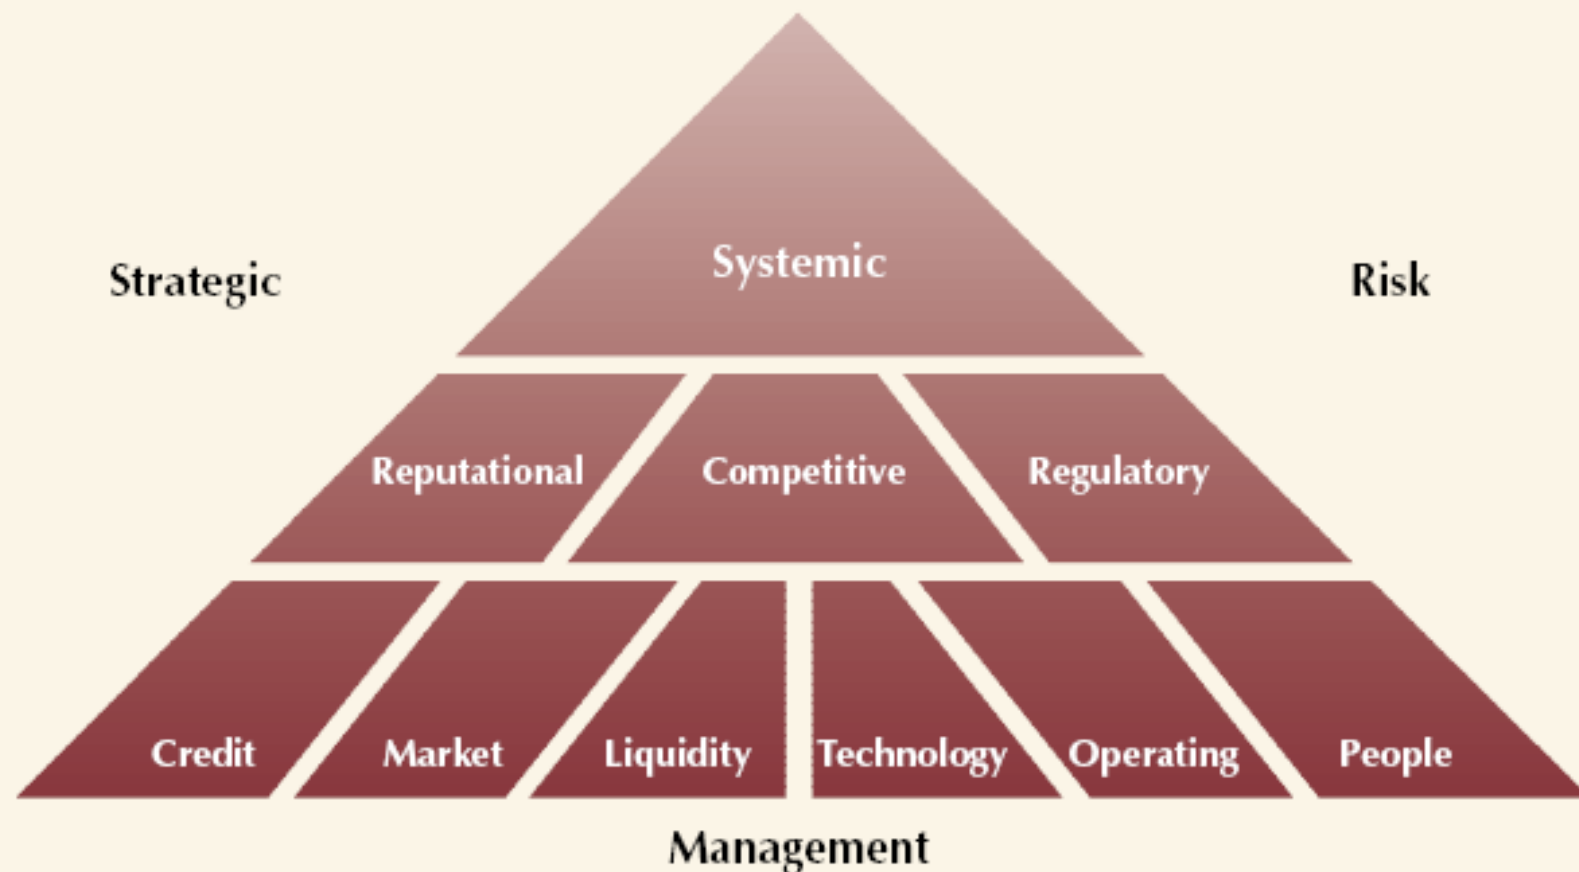 Systemic
Strategic
Risk
Reputational
Competitive
Regulatory
Credit
Market
Liquidity
Technology
Operating
People
Management